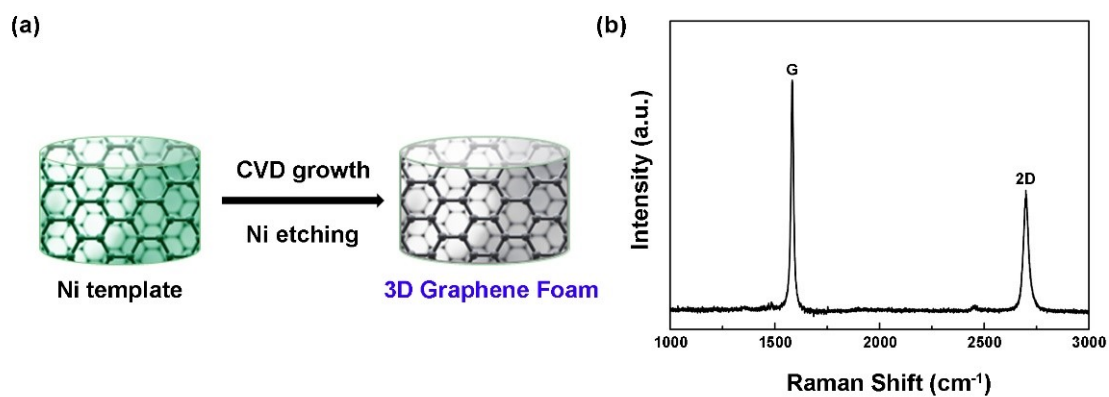 (a)
CVD growth
Ni etching
Ni template
3D Graphene Foam
(b)
G
2D
Intensity (a.u.)
1000
1500
2000
2500
3000
Raman Shift (cm⁻¹)